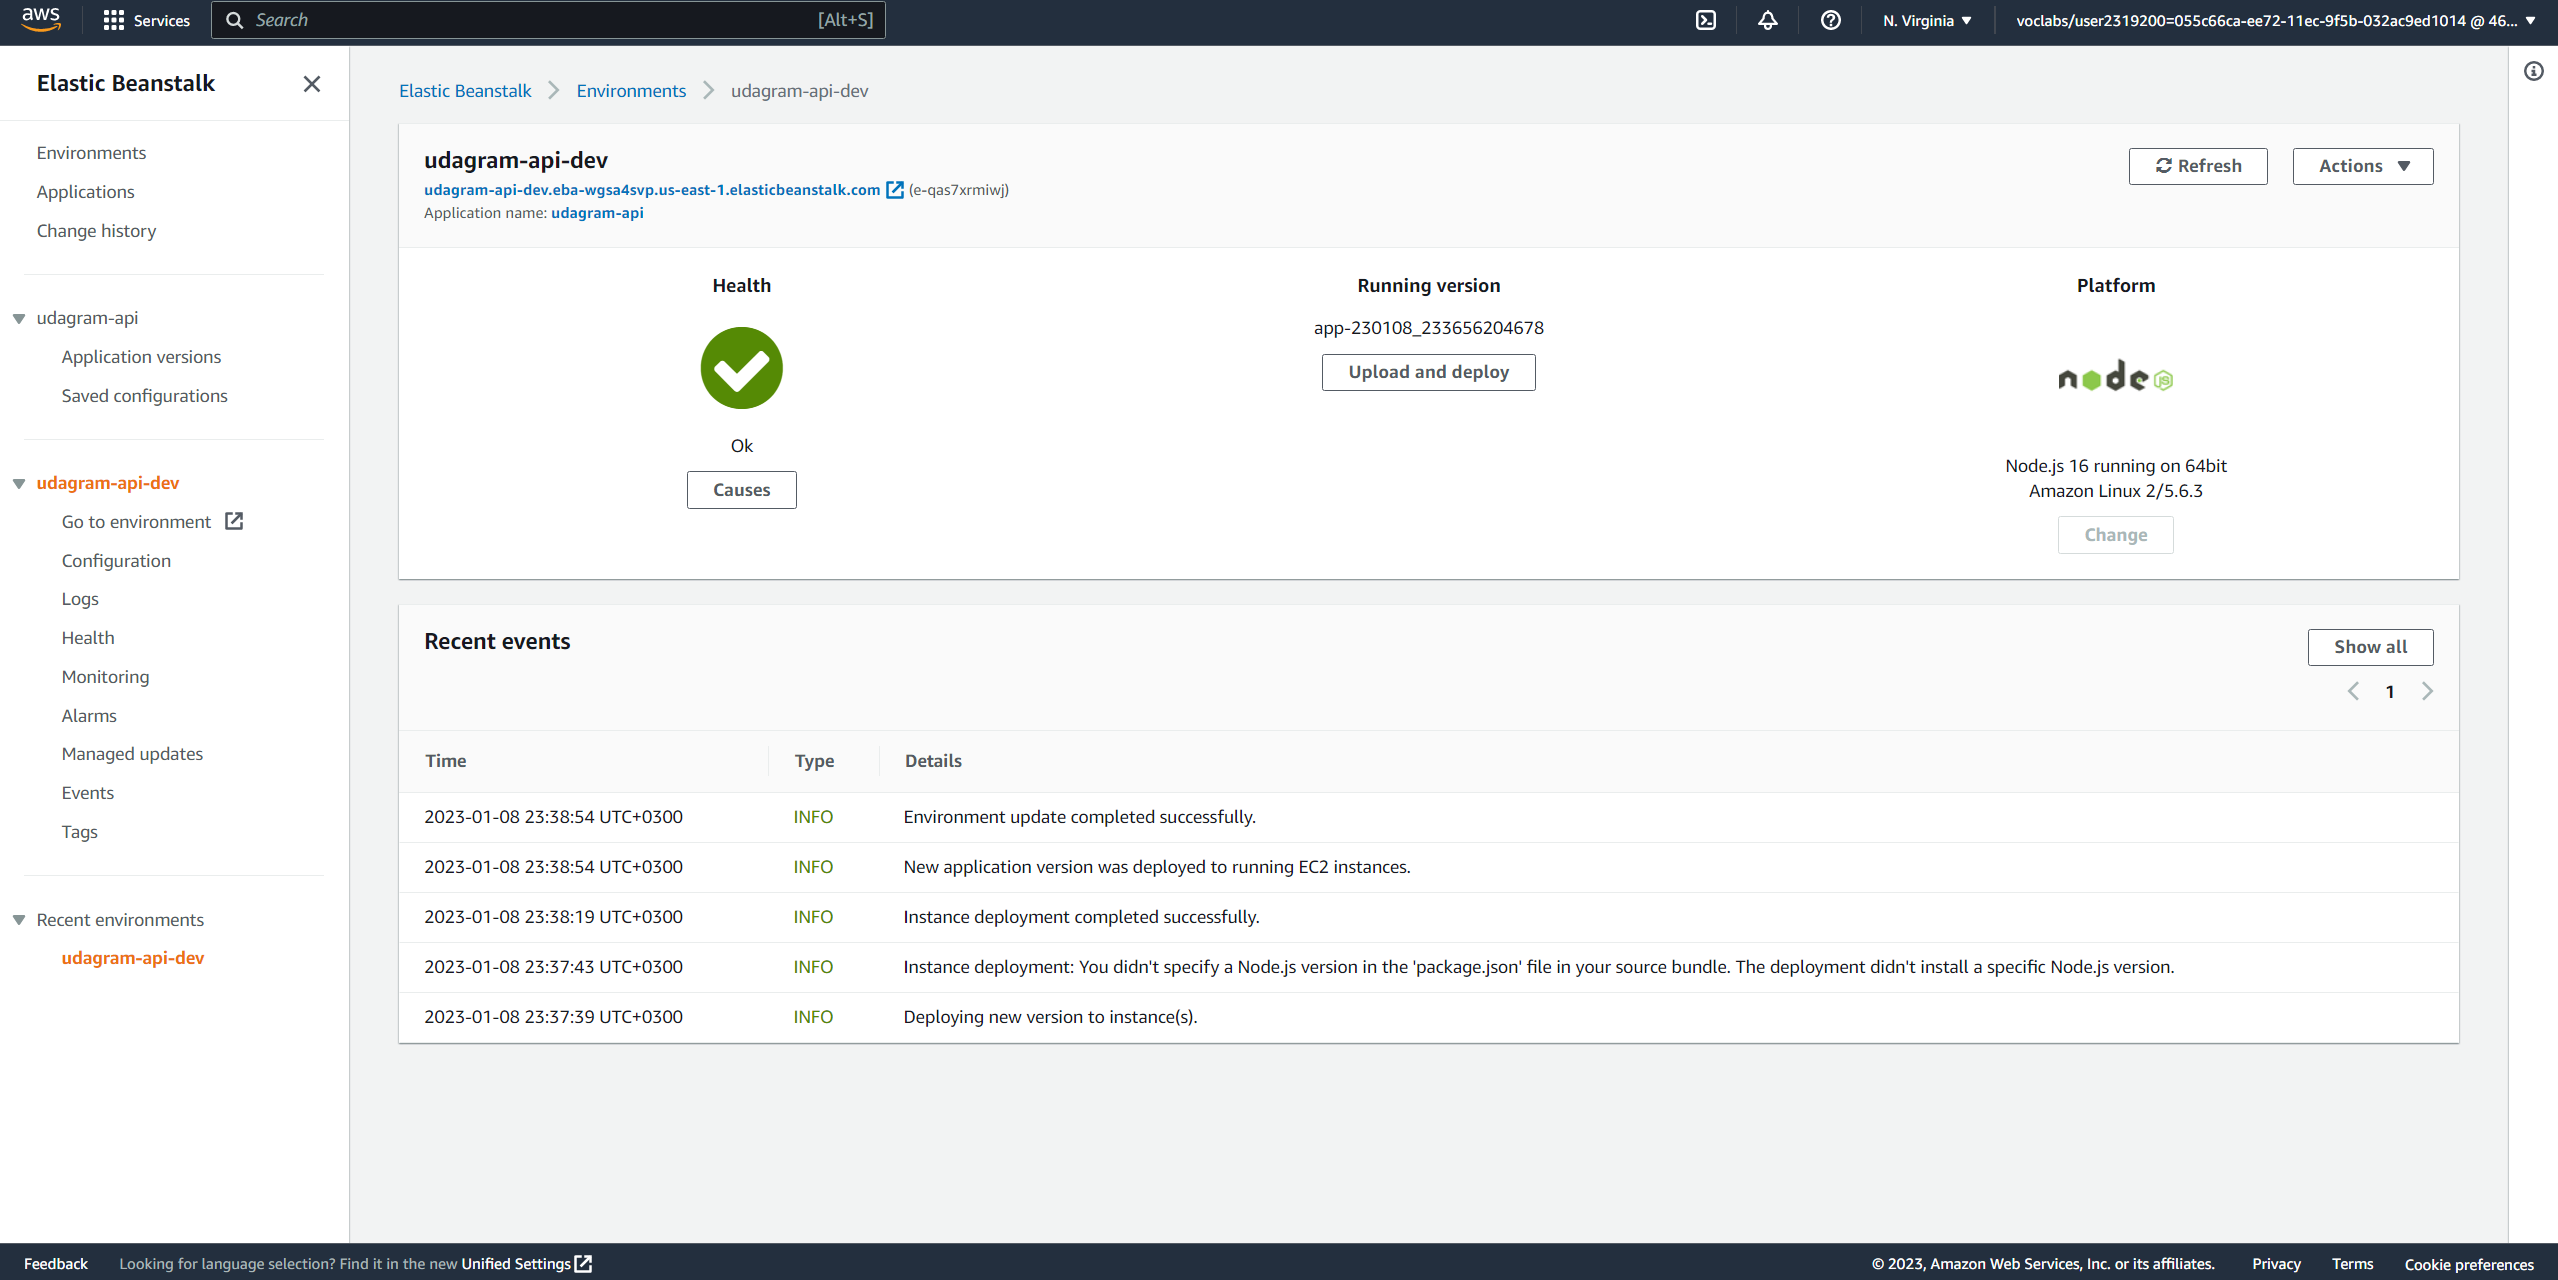 aws
Services
Search
[Alt+S]
N. Virginia
voclabs/user2319200=055c66ca-ee72-11ec-9f5b-032ac9ed1014 @ 46...
Elastic Beanstalk
Environments
Applications
Change history
udagram-api
Application versions
Saved configurations
udagram-api-dev
Go to environment
Configuration
Logs
Health
Monitoring
Alarms
Managed updates
Events
Tags
Recent environments
udagram-api-dev
Elastic Beanstalk > Environments > udagram-api-dev
udagram-api-dev
udagram-api-dev.eba-wgsa4svp.us-east-1.elasticbeanstalk.com (e-qas7xrmiwj)
Application name: udagram-api
Refresh
Actions
Health
Ok
Causes
Running version
app-230108_233656204678
Upload and deploy
Platform
node JS
Node.js 16 running on 64bit
Amazon Linux 2/5.6.3
Change
Recent events
Show all
1
Time Type Details
2023-01-08 23:38:54 UTC+0300 INFO Environment update completed successfully.
2023-01-08 23:38:54 UTC+0300 INFO New application version was deployed to running EC2 instances.
2023-01-08 23:38:19 UTC+0300 INFO Instance deployment completed successfully.
2023-01-08 23:37:43 UTC+0300 INFO Instance deployment: You didn't specify a Node.js version in the 'package.json' file in your source bundle. The deployment didn't install a specific Node.js version.
2023-01-08 23:37:39 UTC+0300 INFO Deploying new version to instance(s).
Feedback
Looking for language selection? Find it in the new Unified Settings
© 2023, Amazon Web Services, Inc. or its affiliates.
Privacy
Terms
Cookie preferences